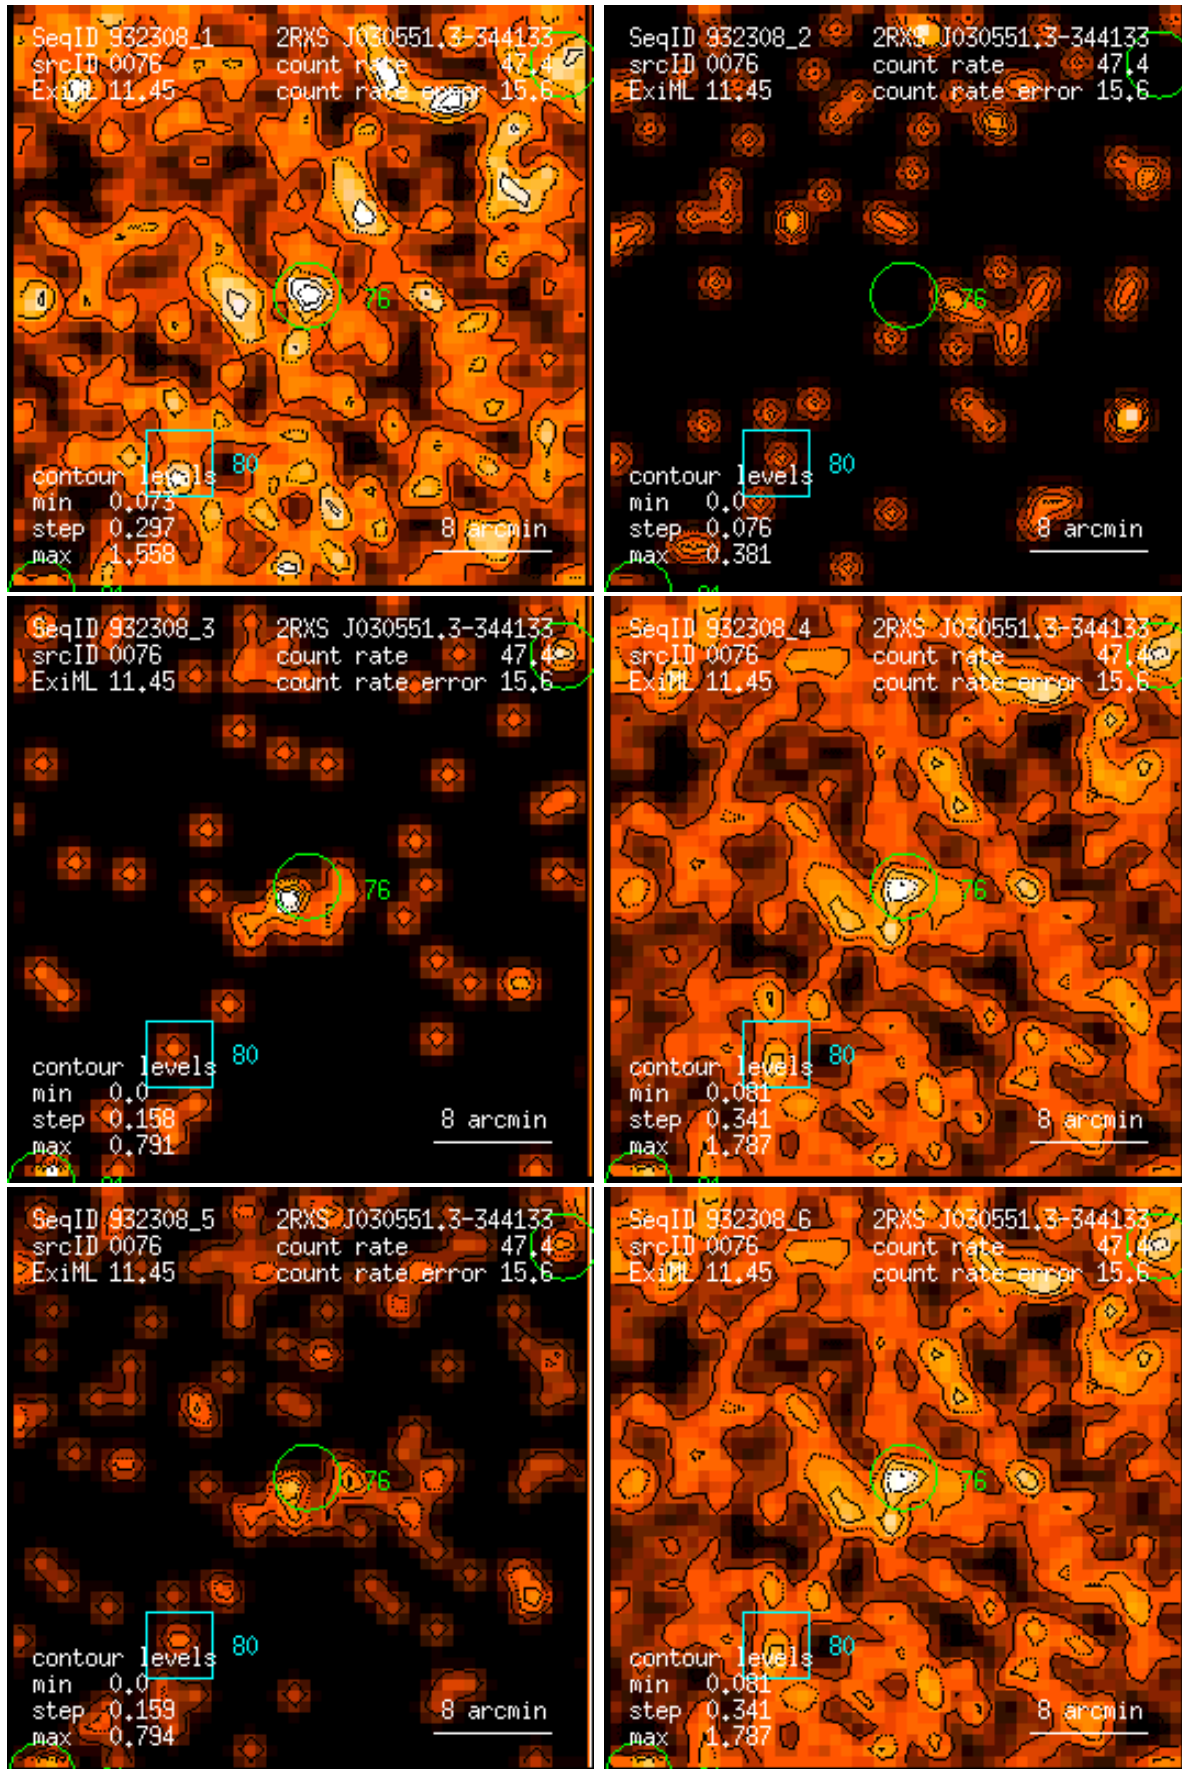 SeqID 932308_1 2RXS J030551.3-344133
srcID 0076 count rate 47.4
ExiML 11.45 count rate error 15.6
76
80
contour levels
min 0.073
step 0.297 8 arcmin
max 1.558
SeqID 932308_2 2RXS J030551.3-344133
srcID 0076 count rate 47.4
ExiML 11.45 count rate error 15.6
76
80
contour levels
min 0.0
step 0.076 8 arcmin
max 0.381
SeqID 932308_3 2RXS J030551.3-344133
srcID 0076 count rate 47.4
ExiML 11.45 count rate error 15.6
76
80
contour levels
min 0.0
step 0.158 8 arcmin
max 0.791
SeqID 932308_4 2RXS J030551.3-344133
srcID 0076 count rate 47.4
ExiML 11.45 count rate error 15.6
76
80
contour levels
min 0.081
step 0.341 8 arcmin
max 1.787
SeqID 932308_5 2RXS J030551.3-344133
srcID 0076 count rate 47.4
ExiML 11.45 count rate error 15.6
76
80
contour levels
min 0.0
step 0.159 8 arcmin
max 0.794
SeqID 932308_6 2RXS J030551.3-344133
srcID 0076 count rate 47.4
ExiML 11.45 count rate error 15.6
76
80
contour levels
min 0.081
step 0.341 8 arcmin
max 1.787